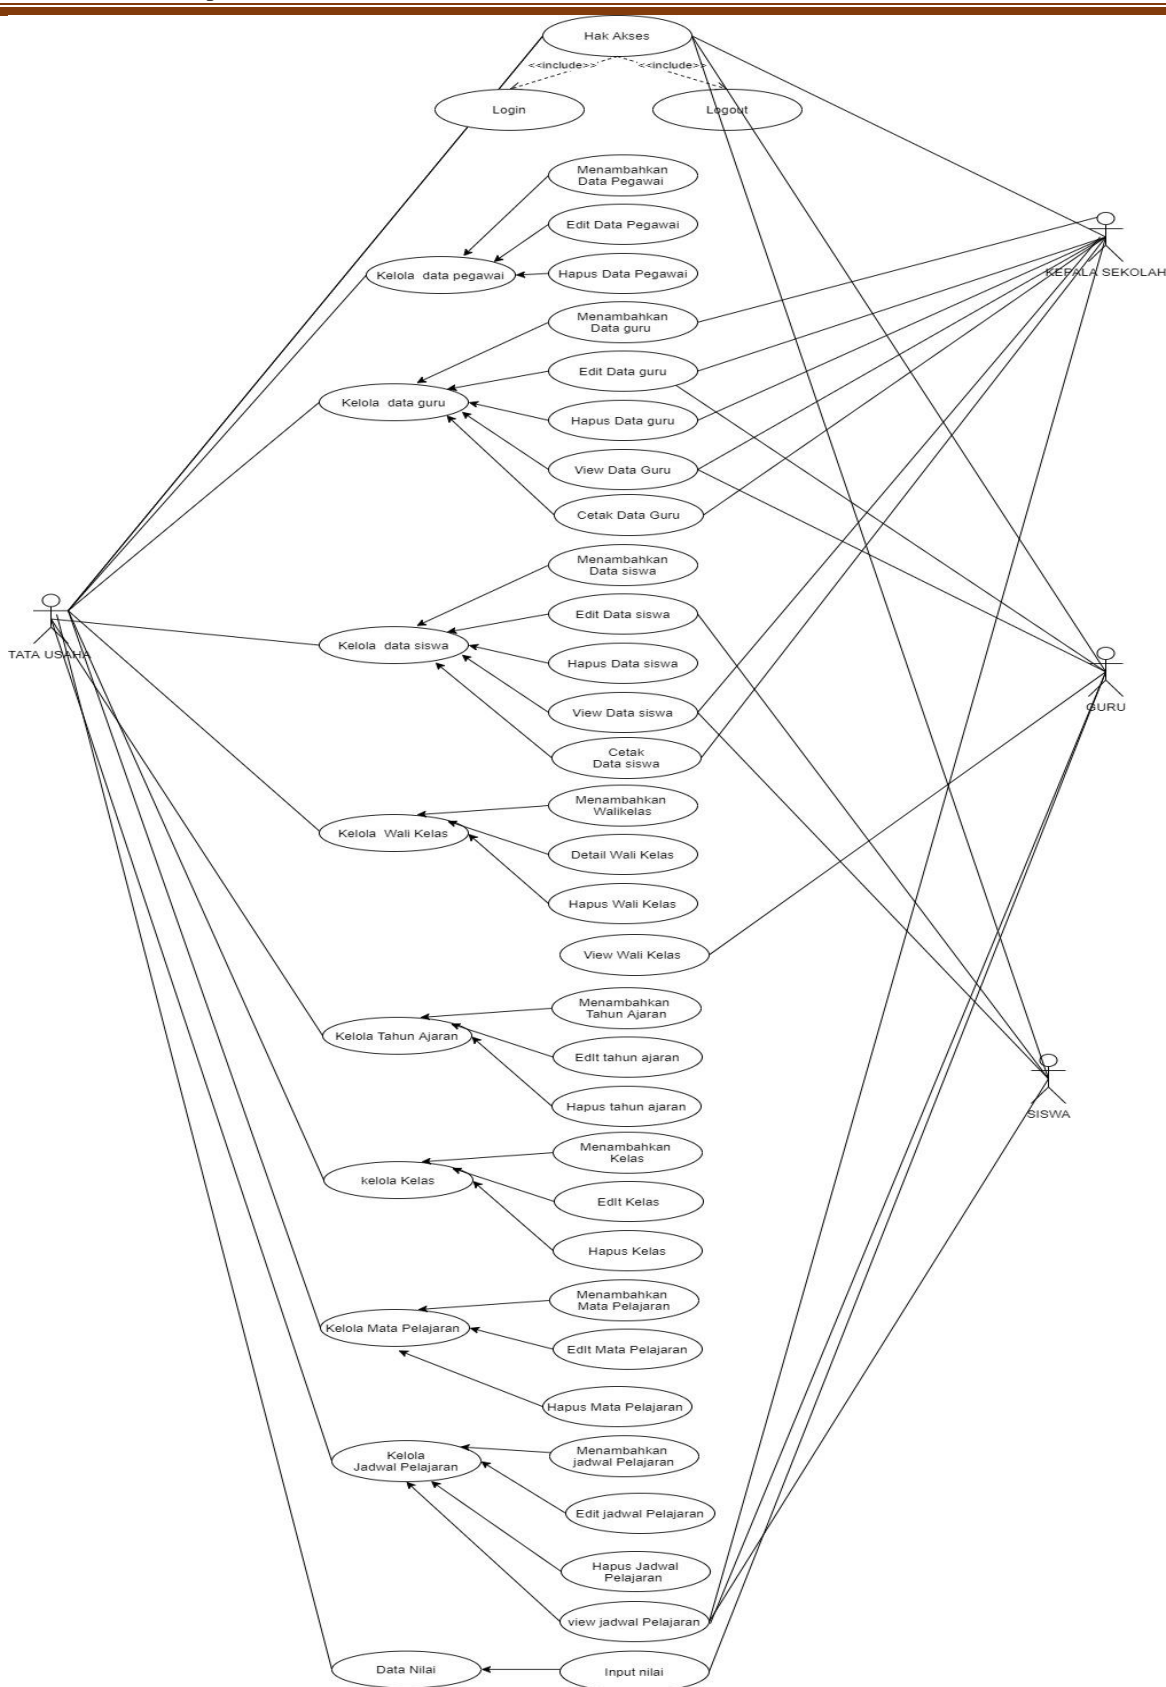 Hak Akses
<<include>>
<<include>>
Login
Logout
Menambahkan
Data Pegawai
Edit Data Pegawai
Kelola data pegawai
Hapus Data Pegawai
KEPALA SEKOLAH
Menambahkan
Data guru
Edit Data guru
Kelola data guru
Hapus Data guru
View Data Guru
Cetak Data Guru
Menambahkan
Data siswa
Edit Data siswa
TATA USAHA
Kelola data siswa
Hapus Data siswa
View Data siswa
GURU
Cetak
Data siswa
Menambahkan
Walikelas
Kelola Wali Kelas
Detail Wali Kelas
Hapus Wali Kelas
View Wali Kelas
Menambahkan
Tahun Ajaran
Kelola Tahun Ajaran
EdIt tahun ajaran
Hapus tahun ajaran
SISWA
Menambahkan
Kelas
kelola Kelas
EdIt Kelas
Hapus Kelas
Menambahkan
Mata Pelajaran
Kelola Mata Pelajaran
EdIt Mata Pelajaran
Hapus Mata Pelajaran
Kelola
Jadwal Pelajaran
Menambahkan
jadwal Pelajaran
Edit jadwal Pelajaran
Hapus Jadwal
Pelajaran
view jadwal Pelajaran
Data Nilai
Input nilai